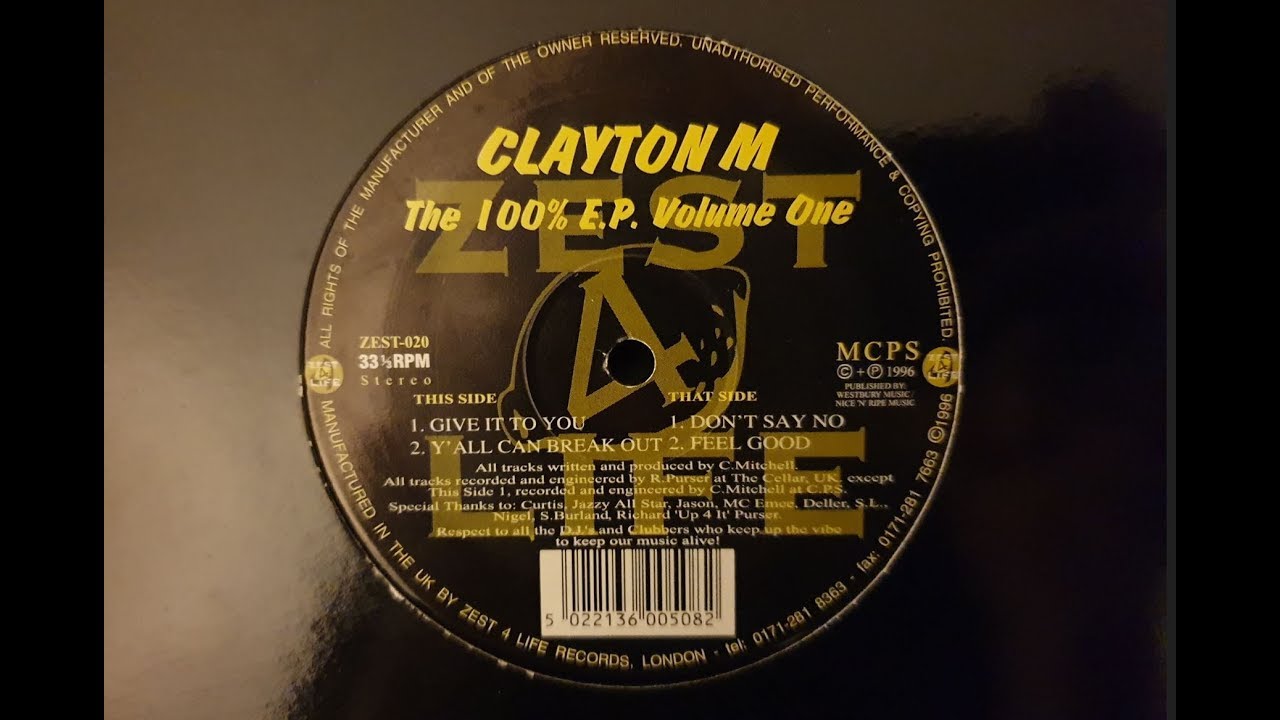 ALL RIGHTS OF THE MANUFACTURER AND OF THE OWNER RESERVED. UNAUTHORISED PERFORMANCE & COPYING PROHIBITED.
CLAYTON M
The 100% E.P. Volume One
ZEST
4
LIFE
ZEST-020
33⅓RPM
Stereo
MCPS
©+Ⓟ 1996
PUBLISHED BY:
WESTBURY MUSIC /
NICE 'N' RIPE MUSIC
ZEST
4
LIFE
ZEST
4
LIFE
THIS SIDE
1. GIVE IT TO YOU
2. Y'ALL CAN BREAK OUT
THAT SIDE
1. DON'T SAY NO
2. FEEL GOOD
All tracks written and produced by C.Mitchell.
All tracks recorded and engineered by R.Purser at The Cellar, UK. except
This Side 1, recorded and engineered by C.Mitchell at C.P.S.
Special Thanks to: Curtis, Jazzy All Star, Jason, MC Emee, Deller, S.L.,
Nigel, S.Burland, Richard 'Up 4 It' Purser.
Respect to all the D.J.'s and Clubbers who keep up the vibe
to keep our music alive!
5 022136 005082
MANUFACTURED IN THE UK BY ZEST 4 LIFE RECORDS, LONDON - tel: 0171-281 8363 - fax: 0171-281 7663 ©1996